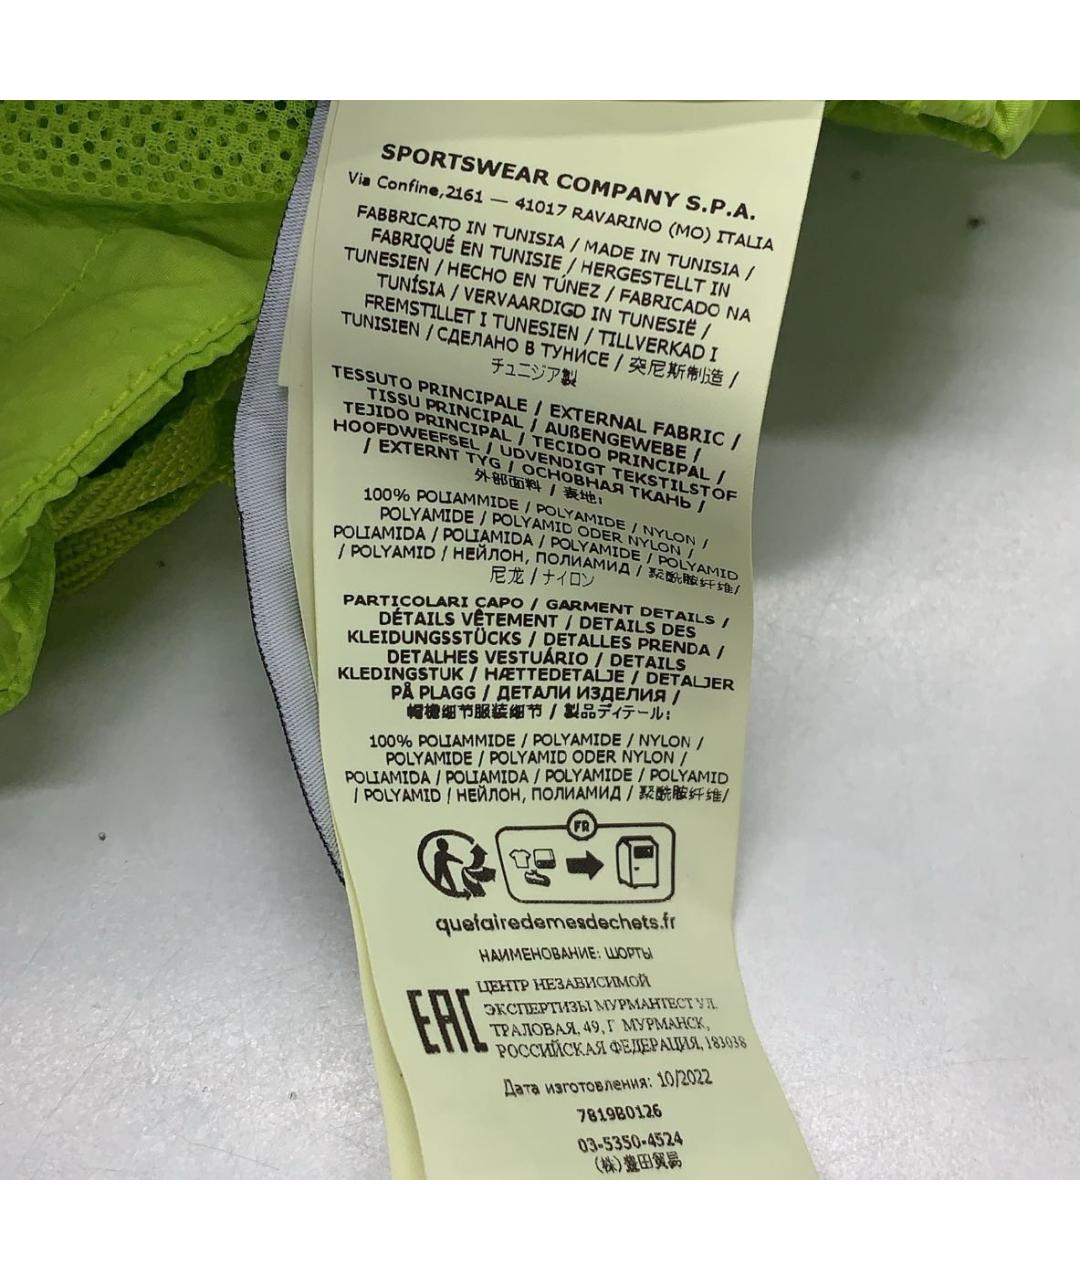 SPORTSWEAR COMPANY S.P.A.
Via Confine,2161 — 41017 RAVARINO (MO) ITALIA
FABBRICATO IN TUNISIA / MADE IN TUNISIA /
FABRIQUÉ EN TUNISIE / HERGESTELLT IN
TUNESIEN / HECHO EN TÚNEZ / FABRICADO NA
TUNÍSIA / VERVAARDIGD IN TUNESIË /
FREMSTILLET I TUNESIEN / TILLVERKAD I
TUNISIEN / СДЕЛАНО В ТУНИСЕ / 突尼斯制造 /
チュニジア製
TESSUTO PRINCIPALE / EXTERNAL FABRIC /
TISSU PRINCIPAL / AUßENGEWEBE /
TEJIDO PRINCIPAL / TECIDO PRINCIPAL /
HOOFDWEEFSEL / UDVENDIGT TEKSTILSTOF
/ EXTERNT TYG / ОСНОВНАЯ ТКАНЬ /
外部面料 / 表地:
100% POLIAMMIDE / POLYAMIDE / NYLON /
POLYAMIDE / POLYAMID ODER NYLON /
POLIAMIDA / POLIAMIDA / POLYAMIDE / POLYAMID
/ POLYAMID / НЕЙЛОН, ПОЛИАМИД / 聚酰胺纤维/
尼龙 / ナイロン
PARTICOLARI CAPO / GARMENT DETAILS /
DÉTAILS VÊTEMENT / DETAILS DES
KLEIDUNGSSTÜCKS / DETALLES PRENDA /
DETALHES VESTUÁRIO / DETAILS
KLEDINGSTUK / HÆTTEDETALJE / DETALJER
PÅ PLAGG / ДЕТАЛИ ИЗДЕЛИЯ /
帽檐细节服装细节 / 製品ディテール:
100% POLIAMMIDE / POLYAMIDE / NYLON /
POLYAMIDE / POLYAMID ODER NYLON /
POLIAMIDA / POLIAMIDA / POLYAMIDE / POLYAMID
/ POLYAMID / НЕЙЛОН, ПОЛИАМИД / 聚酰胺纤维/
FR
quefairedemesdechets.fr
НАИМЕНОВАНИЕ: ШОРТЫ
EAC
ЦЕНТР НЕЗАВИСИМОЙ
ЭКСПЕРТИЗЫ МУРМАНТЕСТ УЛ.
ТРАЛОВАЯ, 49, Г МУРМАНСК,
РОССИЙСКАЯ ФЕДЕРАЦИЯ, 183038
Дата изготовления: 10/2022
7819B0126
03-5350-4524
(株)豊田貿易